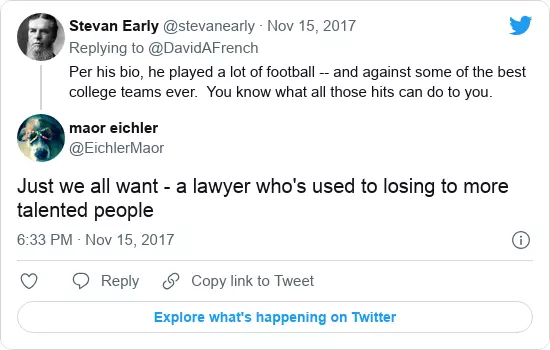 Stevan Early @stevanearly · Nov 15, 2017
Replying to @DavidAFrench
Per his bio, he played a lot of football -- and against some of the best
college teams ever.  You know what all those hits can do to you.
maor eichler
@EichlerMaor
Just we all want - a lawyer who's used to losing to more
talented people
6:33 PM · Nov 15, 2017
Reply
Copy link to Tweet
Explore what's happening on Twitter